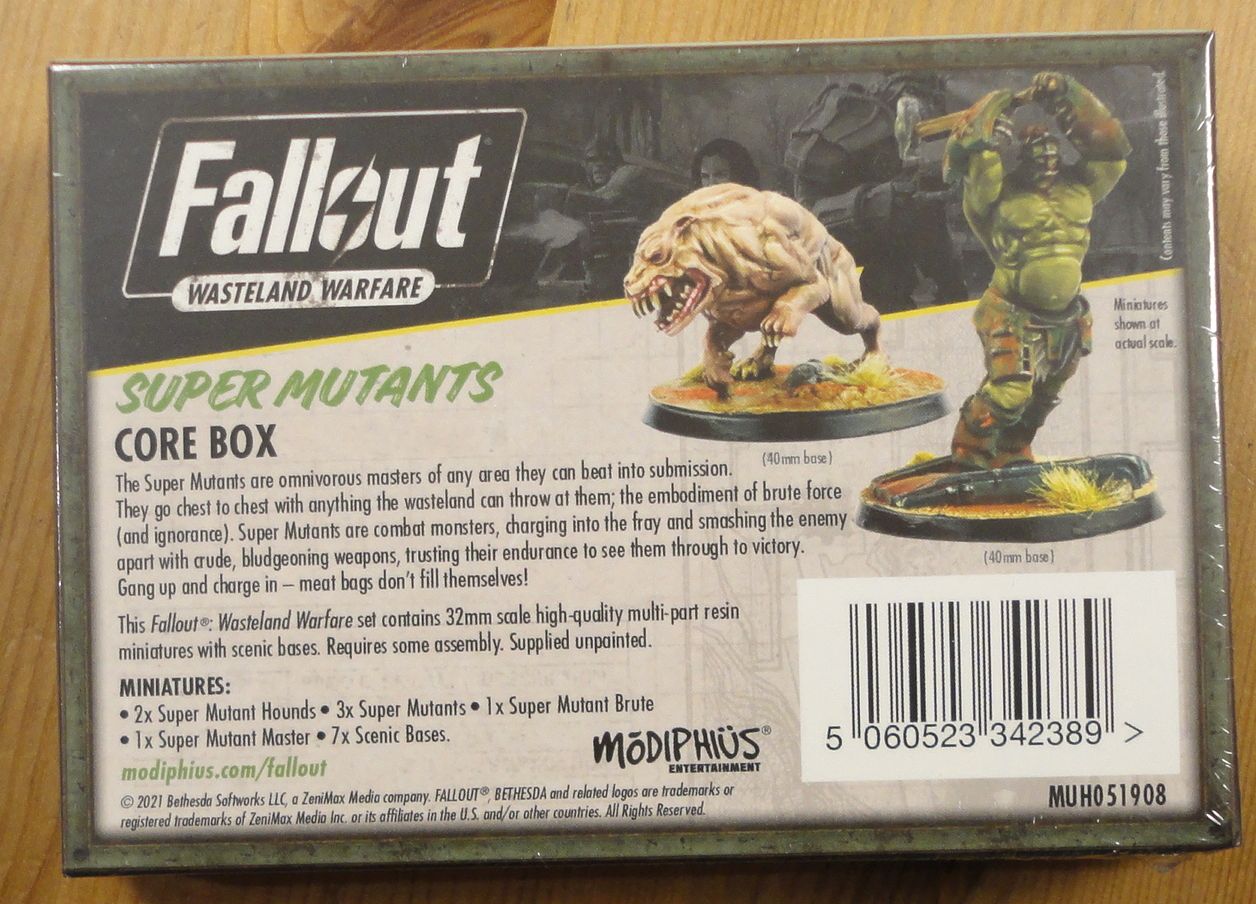 Fallout®
WASTELAND WARFARE
Contents may vary from those illustrated.
Miniatures
shown at
actual scale.
SUPER MUTANTS
CORE BOX
(40mm base)
The Super Mutants are omnivorous masters of any area they can beat into submission.
They go chest to chest with anything the wasteland can throw at them; the embodiment of brute force
(and ignorance). Super Mutants are combat monsters, charging into the fray and smashing the enemy
apart with crude, bludgeoning weapons, trusting their endurance to see them through to victory.
Gang up and charge in – meat bags don't fill themselves!
(40mm base)
This Fallout®: Wasteland Warfare set contains 32mm scale high-quality multi-part resin
miniatures with scenic bases. Requires some assembly. Supplied unpainted.
MINIATURES:
• 2x Super Mutant Hounds • 3x Super Mutants • 1x Super Mutant Brute
• 1x Super Mutant Master • 7x Scenic Bases.
modiphius.com/fallout
MŌDIPHIÜS®
ENTERTAINMENT
5 060523 342389 >
© 2021 Bethesda Softworks LLC, a ZeniMax Media company. FALLOUT®, BETHESDA and related logos are trademarks or
registered trademarks of ZeniMax Media Inc. or its affiliates in the U.S. and/or other countries. All Rights Reserved.
MUH051908